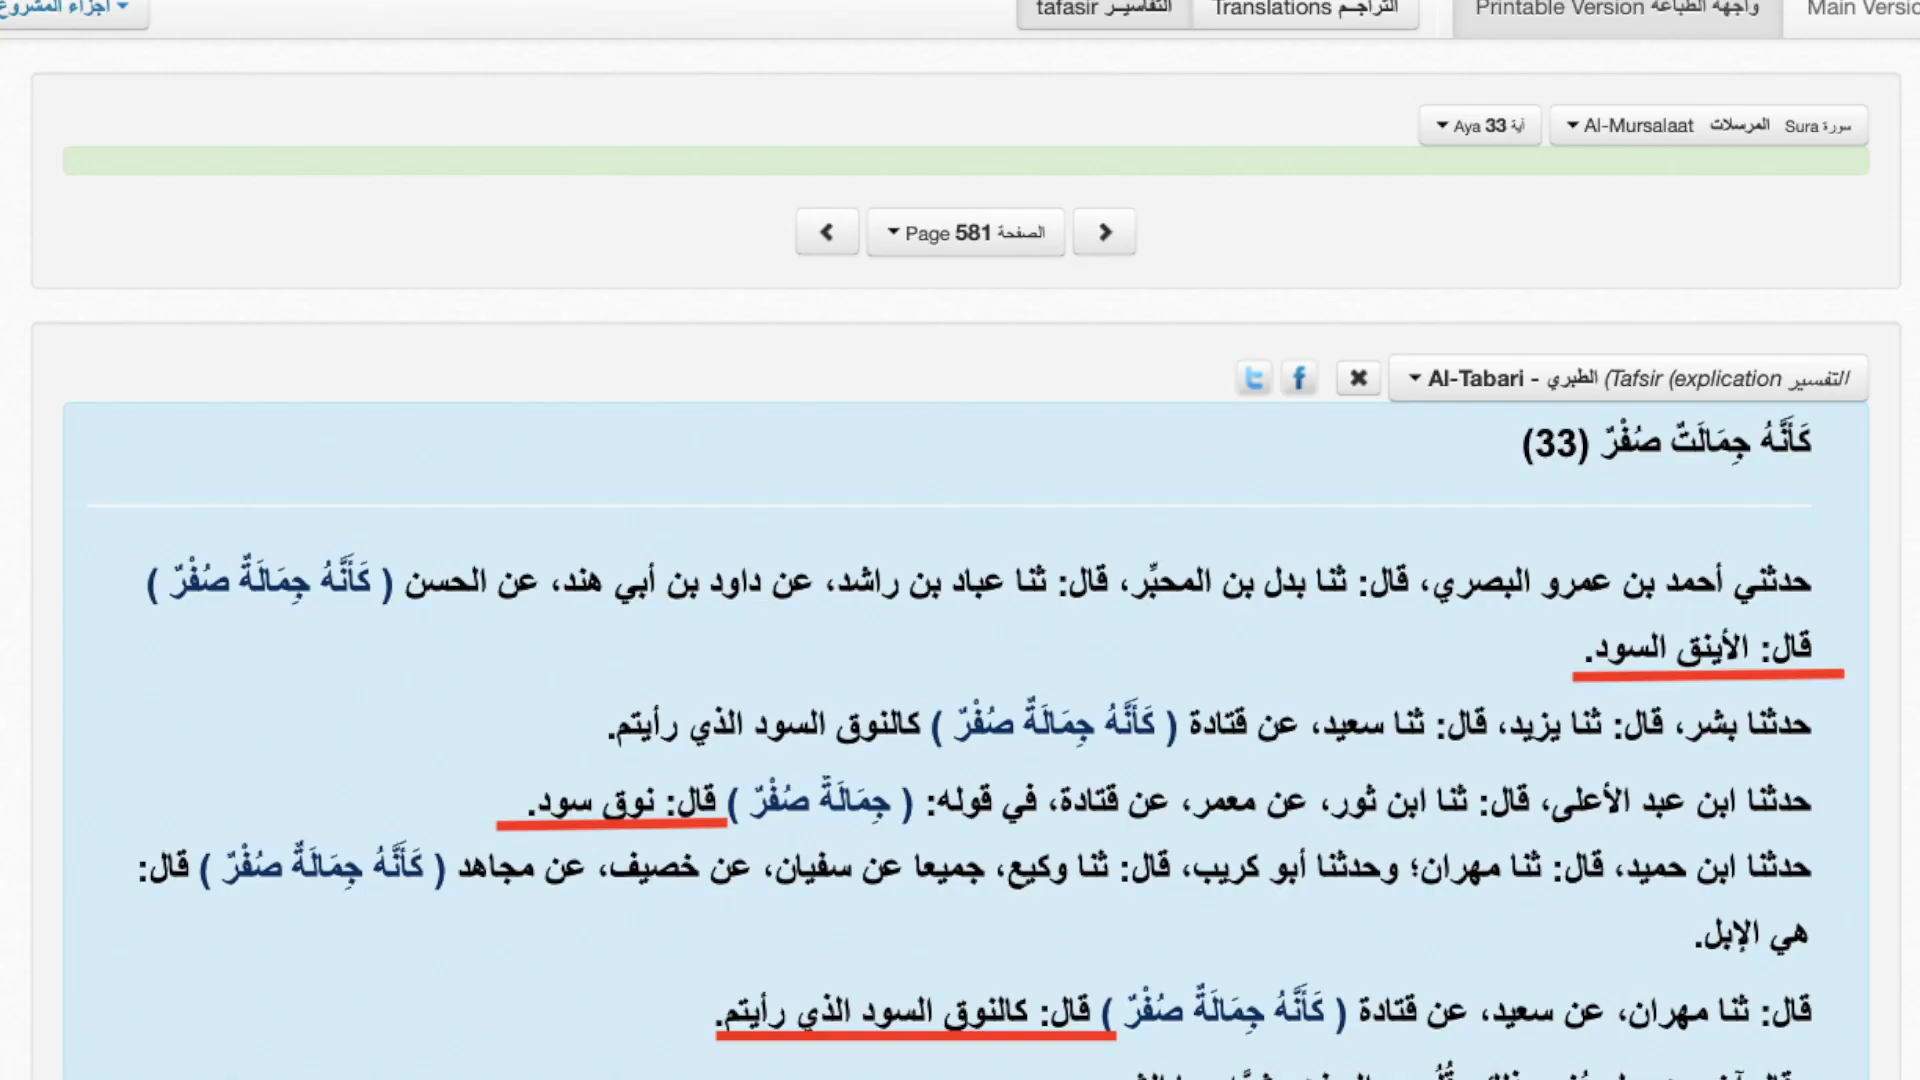 أجزاء المشروع
التفاسير tafasir
التراجم Translations
واجهة الطباعة Printable Version
Main Versio
سورة Sura المرسلات Al-Mursalaat
آية Aya 33
الصفحة Page 581
التفسير Tafsir (explication) الطبري - Al-Tabari
كَأَنَّهُ جِمَالَتٌ صُفْرٌ (33)
حدثني أحمد بن عمرو البصري، قال: ثنا بدل بن المحبِّر، قال: ثنا عباد بن راشد، عن داود بن أبي هند، عن الحسن ( كَأَنَّهُ جِمَالَةٌ صُفْرٌ )
قال: الأينق السود.
حدثنا بشر، قال: ثنا يزيد، قال: ثنا سعيد، عن قتادة ( كَأَنَّهُ جِمَالَةٌ صُفْرٌ ) كالنوق السود الذي رأيتم.
حدثنا ابن عبد الأعلى، قال: ثنا ابن ثور، عن معمر، عن قتادة، في قوله: ( جِمَالَةٌ صُفْرٌ ) قال: نوق سود.
حدثنا ابن حميد، قال: ثنا مهران؛ وحدثنا أبو كريب، قال: ثنا وكيع، جميعا عن سفيان، عن خصيف، عن مجاهد ( كَأَنَّهُ جِمَالَةٌ صُفْرٌ ) قال:
هي الإبل.
قال: ثنا مهران، عن سعيد، عن قتادة ( كَأَنَّهُ جِمَالَةٌ صُفْرٌ ) قال: كالنوق السود الذي رأيتم.